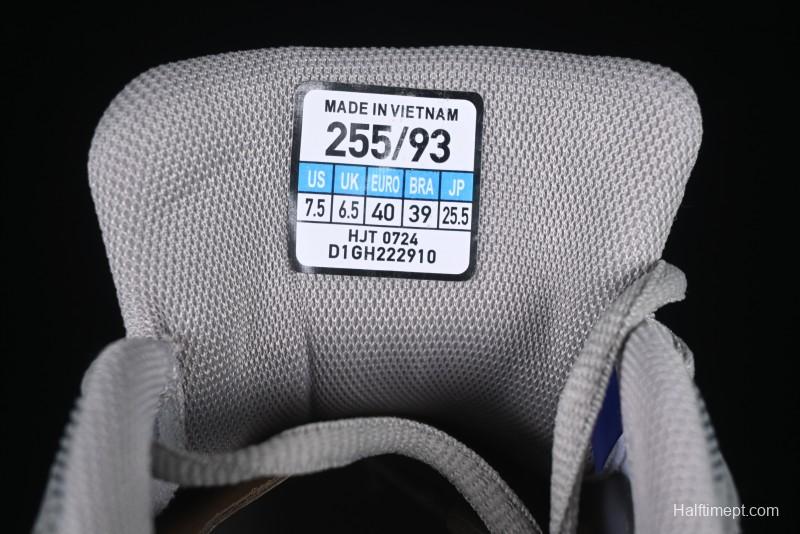 MADE IN VIETNAM
255/93
US UK EURO BRA JP
7.5 6.5 40 39 25.5
HJT 0724
D1GH222910
Halftimept.com